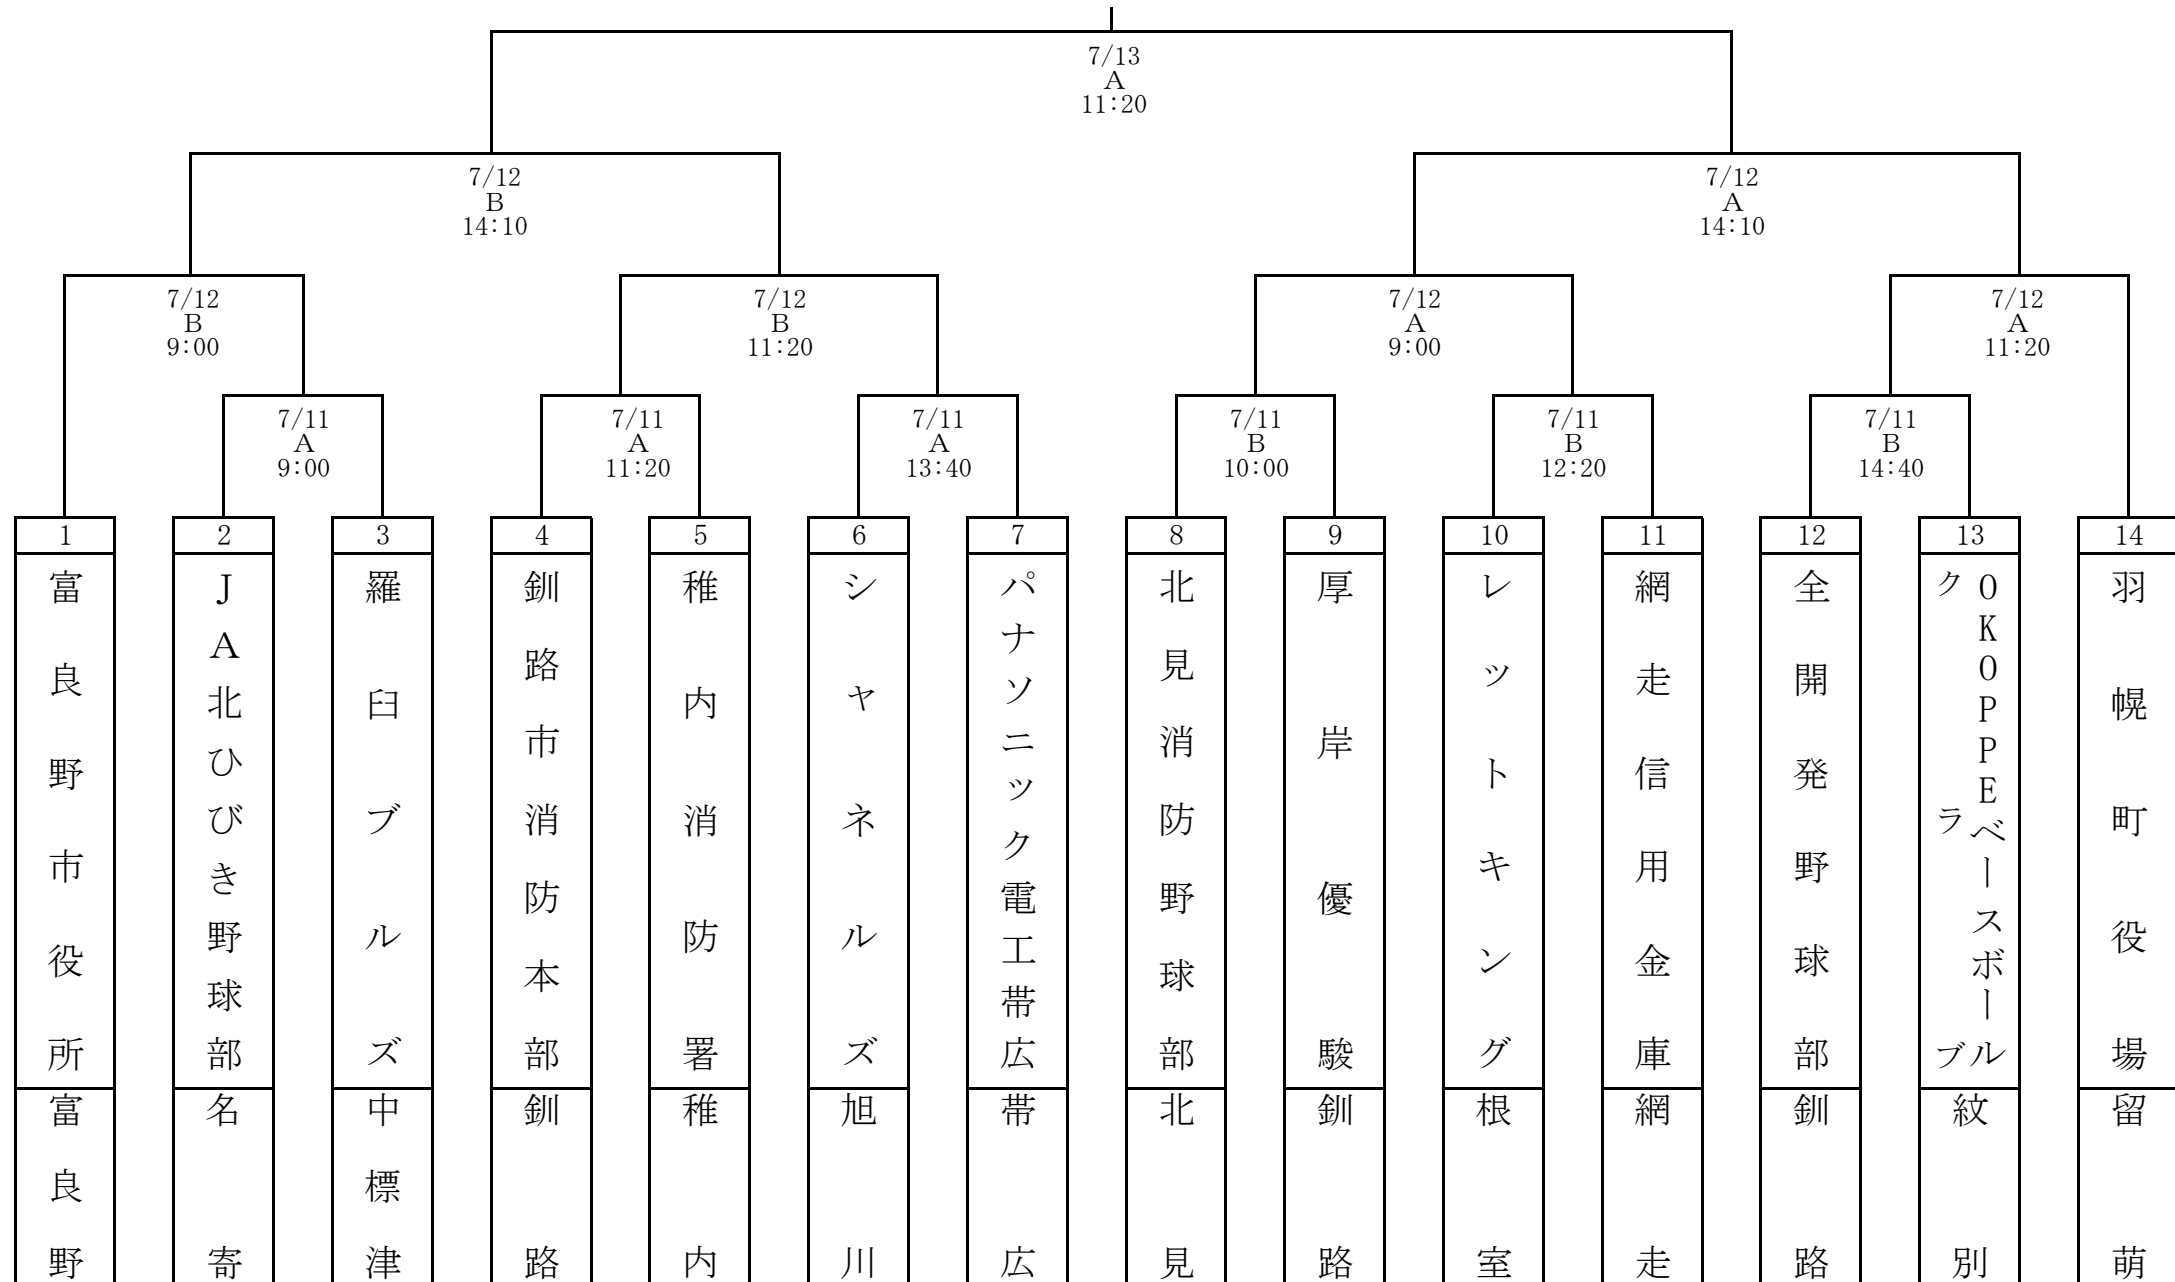 7/13
A
11:20
7/12
B
14:10
7/12
A
14:10
7/12
B
9:00
7/12
B
11:20
7/12
A
9:00
7/12
A
11:20
7/11
A
9:00
7/11
A
11:20
7/11
A
13:40
7/11
B
10:00
7/11
B
12:20
7/11
B
14:40
1
富良野市役所
富良野
2
JA北ひびき野球部
名寄
3
羅臼ブルズ
中標津
4
釧路市消防本部
釧路
5
稚内消防署
稚内
6
シャネルズ
旭川
7
パナソニック電工帯広
帯広
8
北見消防野球部
北見
9
厚岸優駿
釧路
10
レットキング
根室
11
網走信用金庫
網走
12
全開発野球部
釧路
13
OKOPPEベースボール
クラブ
紋別
14
羽幌町役場
留萌